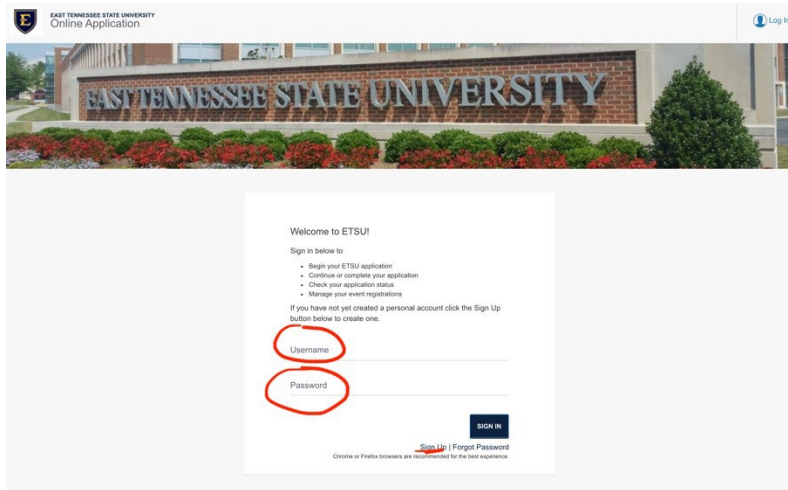 EAST TENNESSEE STATE UNIVERSITY
Online Application
Log In
EAST TENNESSEE STATE UNIVERSITY
Welcome to ETSU!
Sign in below to
• Begin your ETSU application
• Continue or complete your application
• Check your application status
• Manage your event registrations
If you have not yet created a personal account click the Sign Up
button below to create one.
Username
Password
SIGN IN
Sign Up | Forgot Password
Chrome or Firefox browsers are recommended for the best experience.